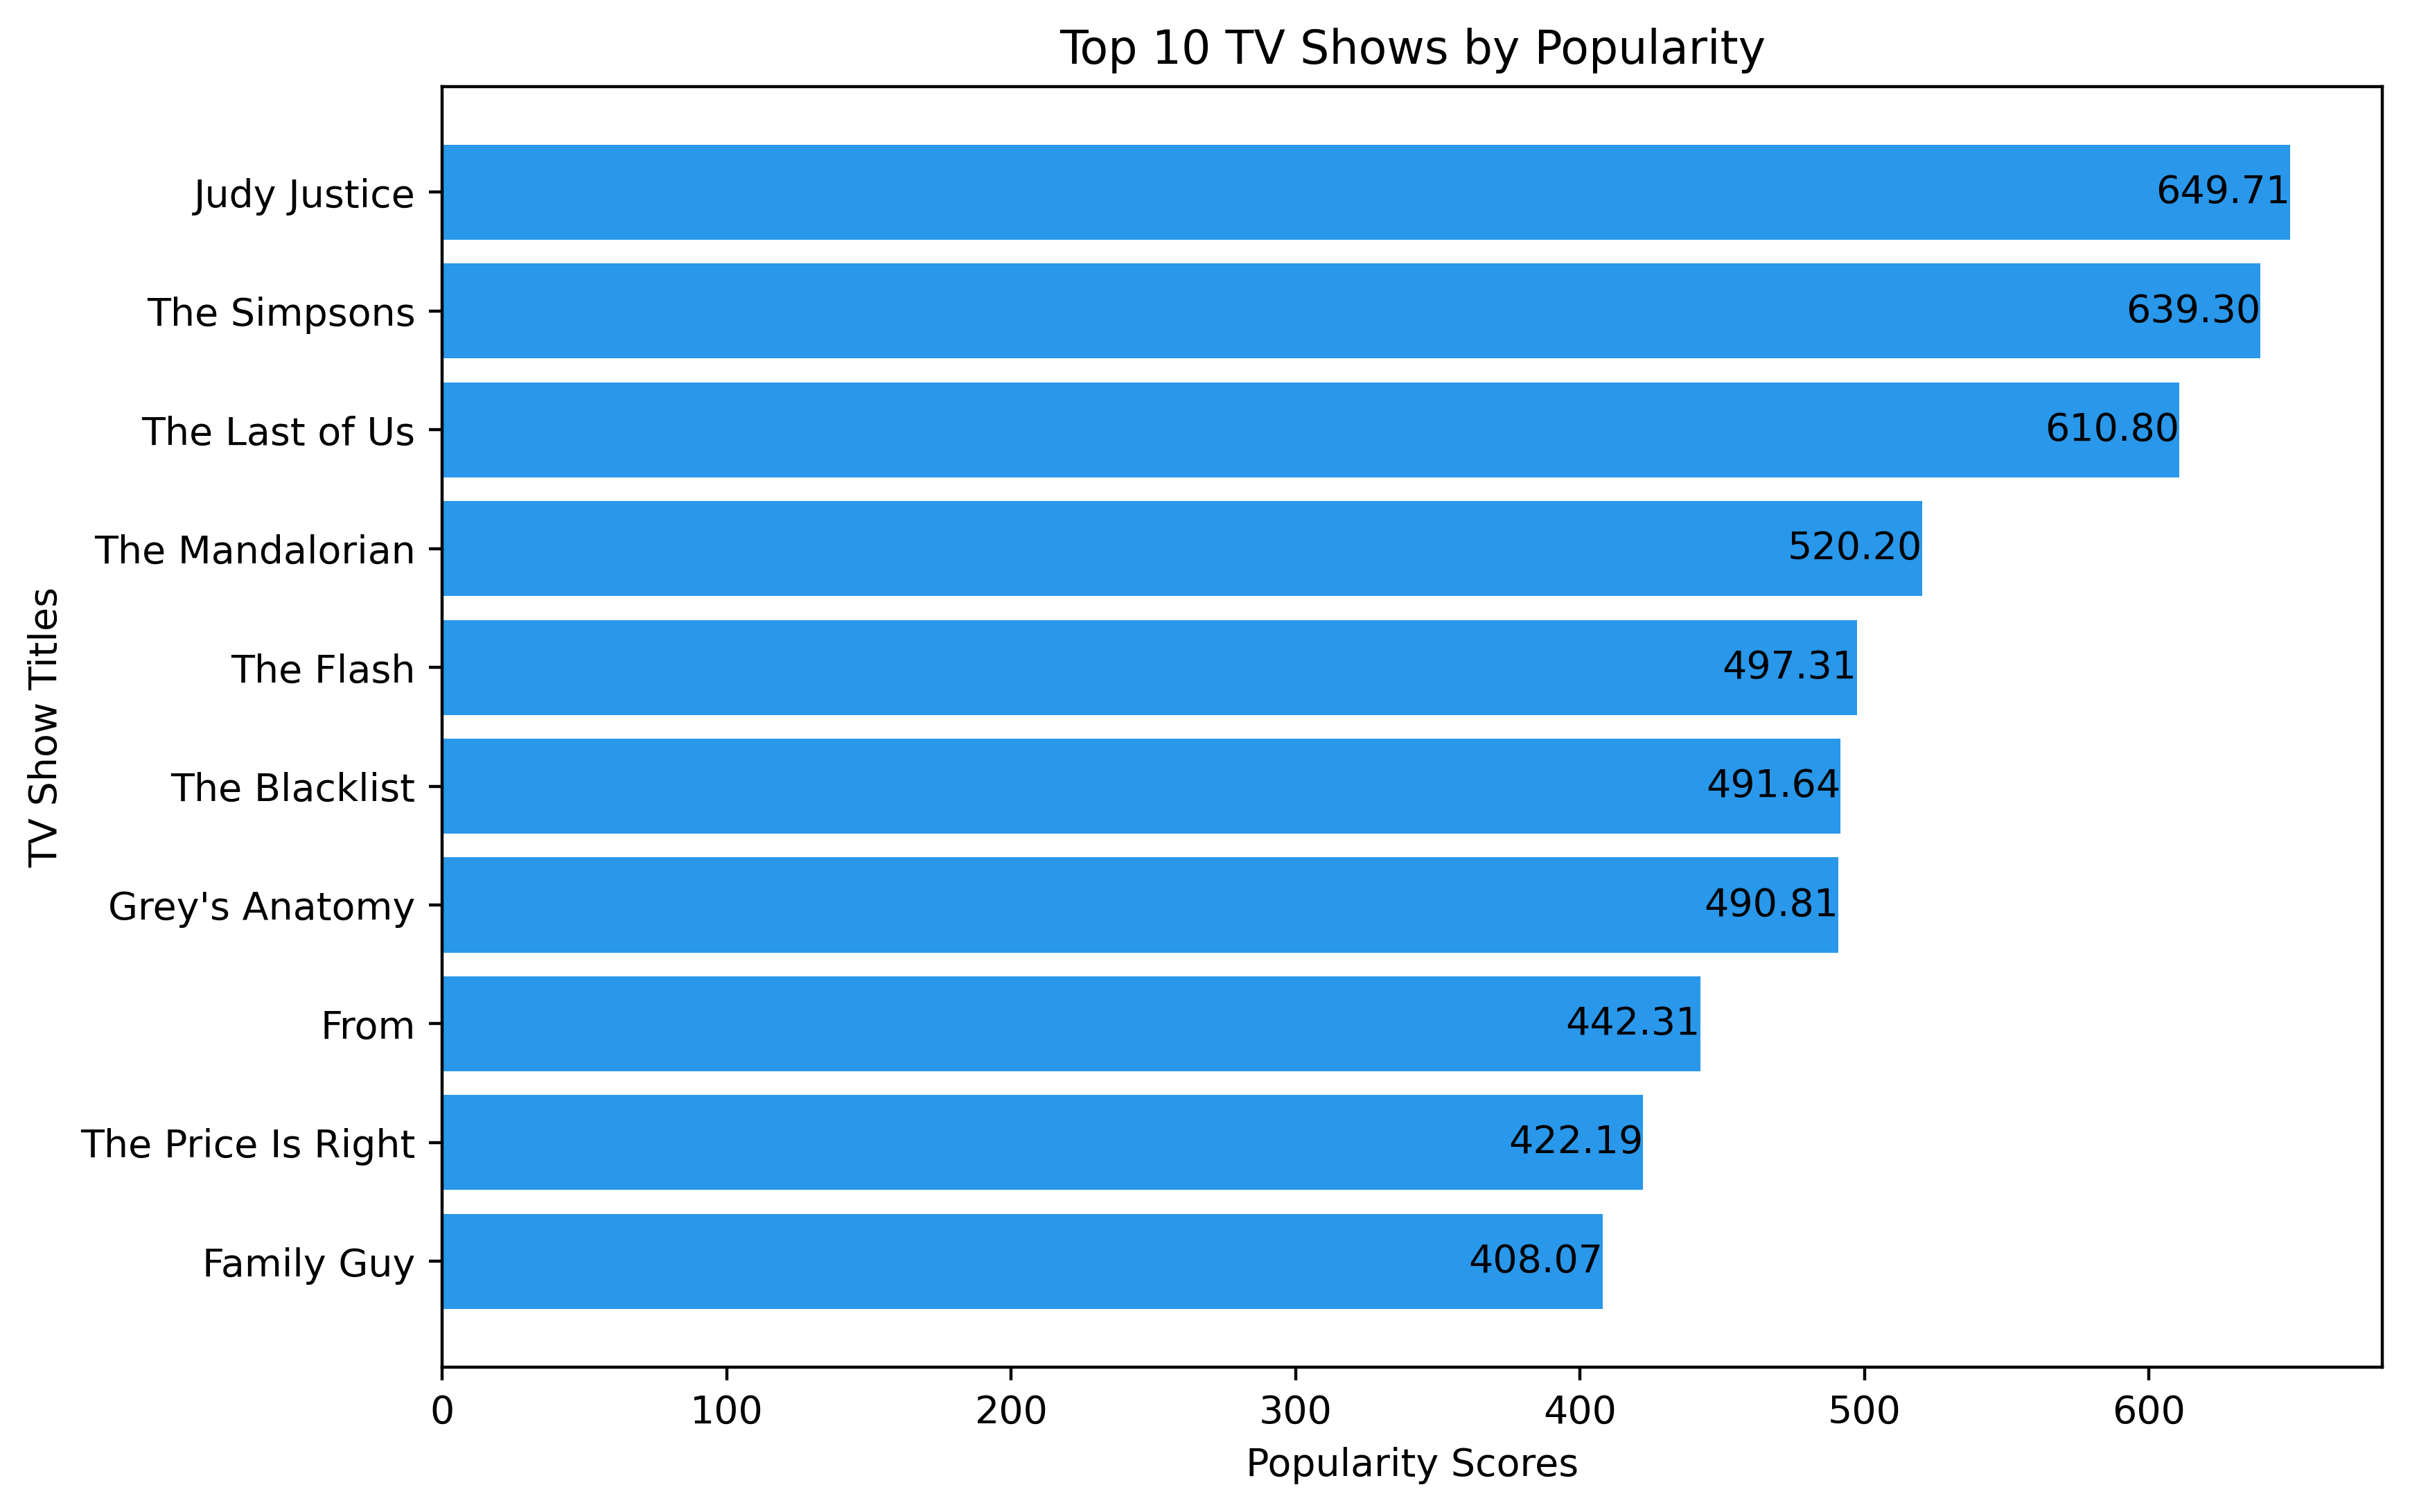 Top 10 TV Shows by Popularity
TV Show Titles
Judy Justice 649.71
The Simpsons 639.30
The Last of Us 610.80
The Mandalorian 520.20
The Flash 497.31
The Blacklist 491.64
Grey's Anatomy 490.81
From 442.31
The Price Is Right 422.19
Family Guy 408.07
0 100 200 300 400 500 600
Popularity Scores